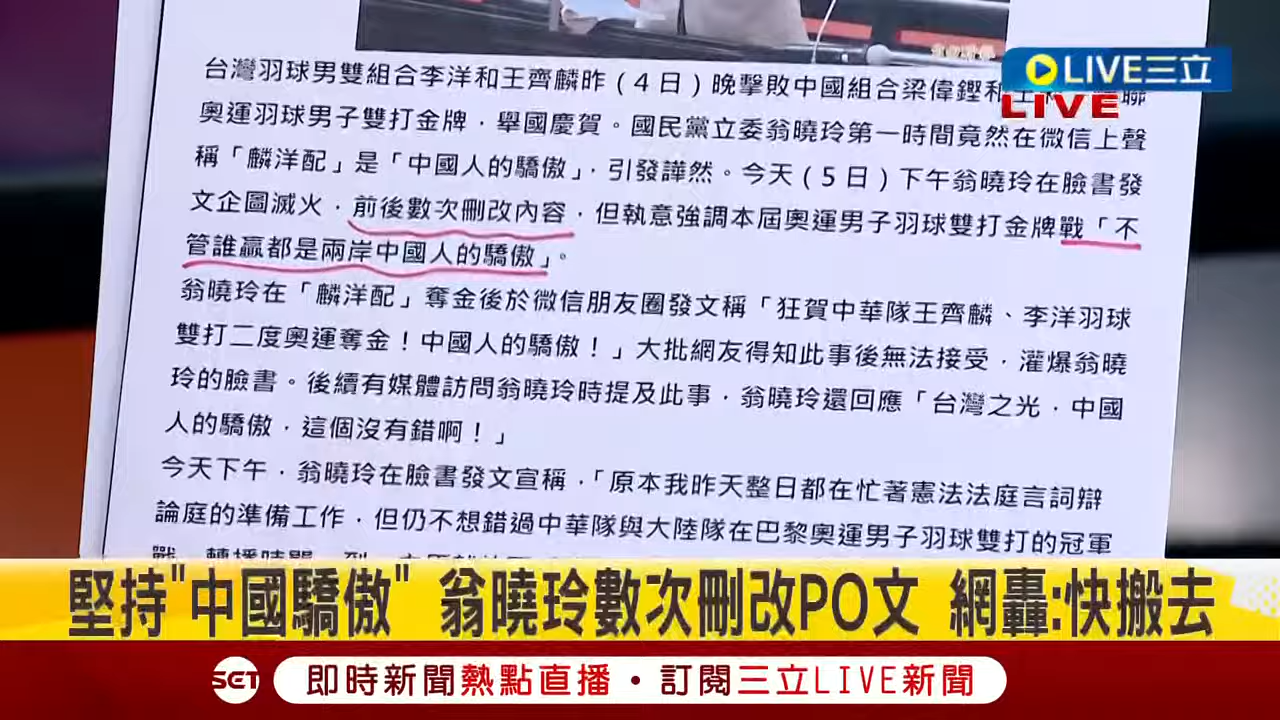 LIVE三立
LIVE
台灣羽球男雙組合李洋和王齊麟昨(4日)晚擊敗中國組合梁偉鏗和王 聯
奧運羽球男子雙打金牌,舉國慶賀。國民黨立委翁曉玲第一時間竟然在微信上聲
稱「麟洋配」是「中國人的驕傲」,引發譁然。今天(5日)下午翁曉玲在臉書發
文企圖滅火,前後數次刪改內容,但執意強調本屆奧運男子羽球雙打金牌戰「不
管誰贏都是兩岸中國人的驕傲」。
翁曉玲在「麟洋配」奪金後於微信朋友圈發文稱「狂賀中華隊王齊麟、李洋羽球
雙打二度奧運奪金!中國人的驕傲!」大批網友得知此事後無法接受,灌爆翁曉
玲的臉書。後續有媒體訪問翁曉玲時提及此事,翁曉玲還回應「台灣之光,中國
人的驕傲,這個沒有錯啊!」
今天下午,翁曉玲在臉書發文宣稱,「原本我昨天整日都在忙著憲法法庭言詞辯
論庭的準備工作,但仍不想錯過中華隊與大陸隊在巴黎奧運男子羽球雙打的冠軍
堅持"中國驕傲" 翁曉玲數次刪改PO文 網轟:快搬去
SET 即時新聞熱點直播・訂閱三立LIVE新聞